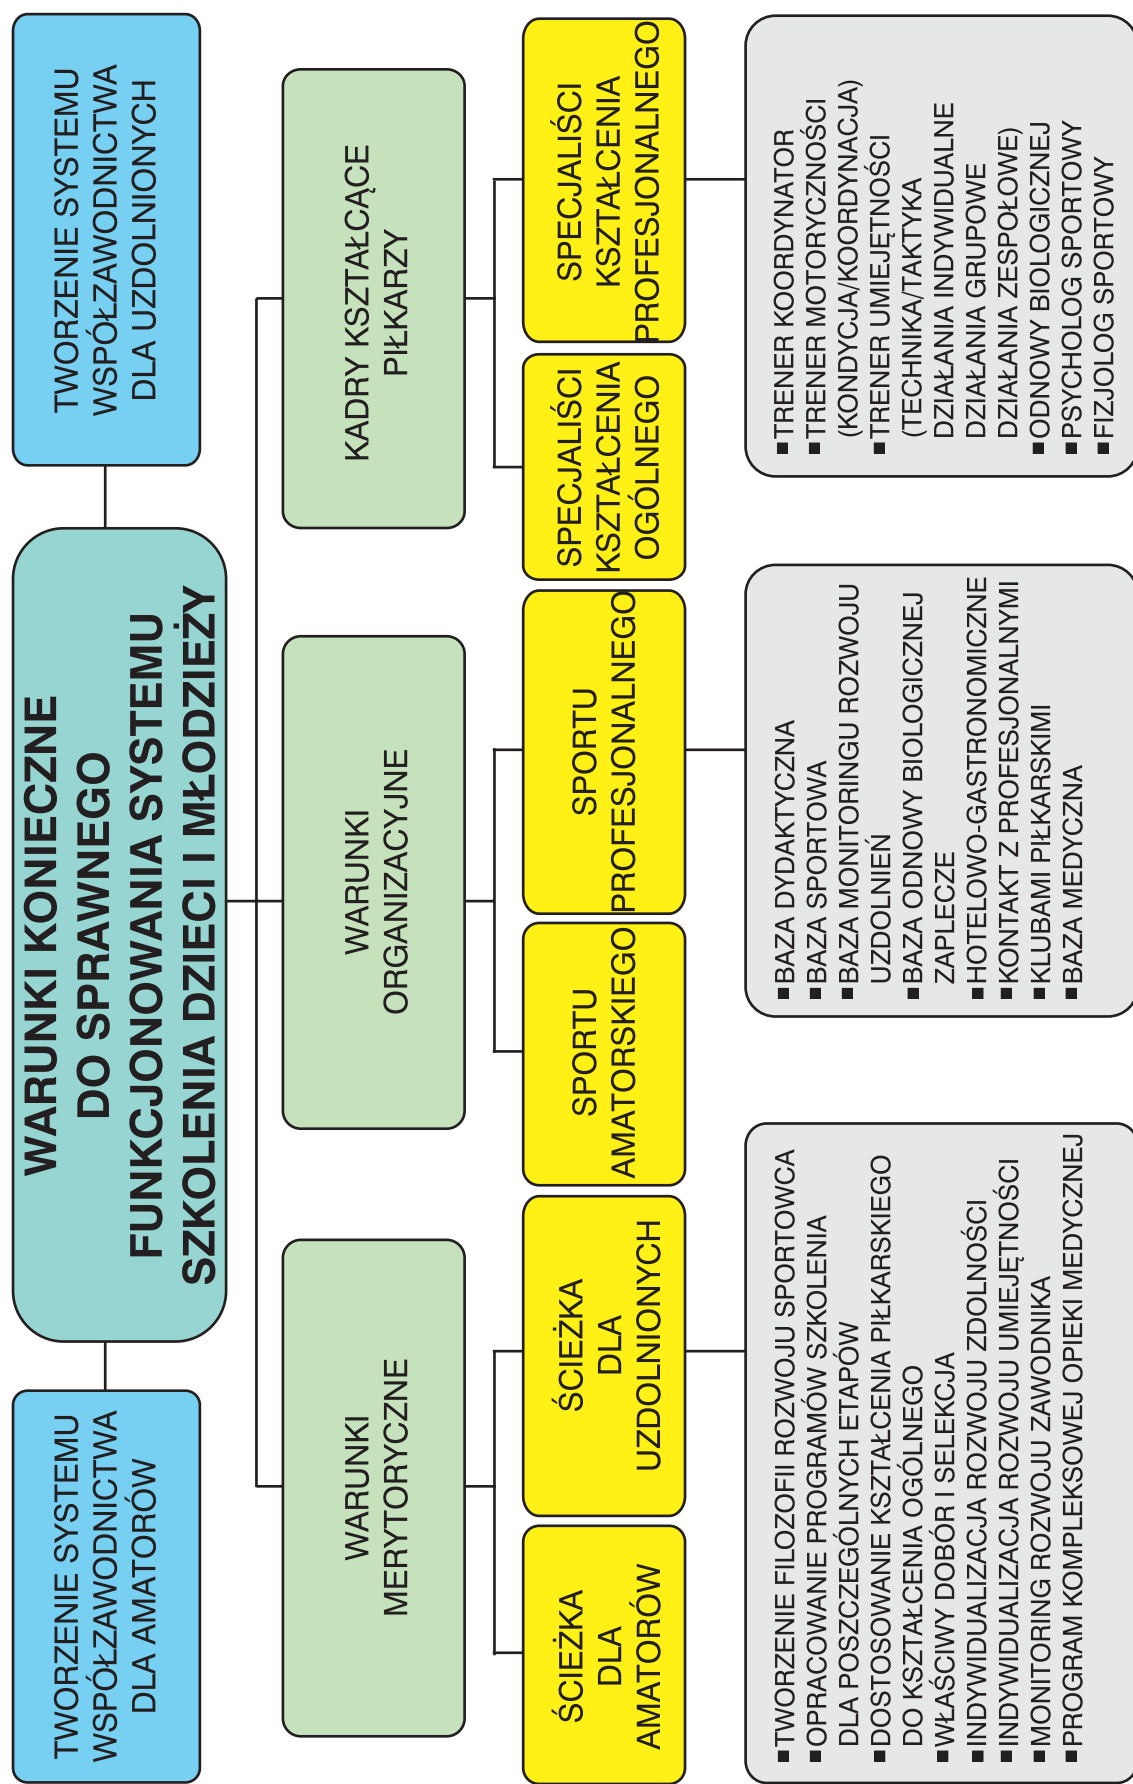 TWORZENIE SYSTEMU
WSPÓŁZAWODNICTWA
DLA AMATORÓW
WARUNKI KONIECZNE
DO SPRAWNEGO
FUNKCJONOWANIA SYSTEMU
SZKOLENIA DZIECI I MŁODZIEŻY
TWORZENIE SYSTEMU
WSPÓŁZAWODNICTWA
DLA UZDOLNIONYCH
WARUNKI
MERYTORYCZNE
WARUNKI
ORGANIZACYJNE
KADRY KSZTAŁCĄCE
PIŁKARZY
ŚCIEŻKA
DLA
AMATORÓW
ŚCIEŻKA
DLA
UZDOLNIONYCH
SPORTU
AMATORSKIEGO
SPORTU
PROFESJONALNEGO
SPECJALIŚCI
KSZTAŁCENIA
OGÓLNEGO
SPECJALIŚCI
KSZTAŁCENIA
PROFESJONALNEGO
■ TWORZENIE FILOZOFII ROZWOJU SPORTOWCA
■ OPRACOWANIE PROGRAMÓW SZKOLENIA
DLA POSZCZEGÓLNYCH ETAPÓW
■ DOSTOSOWANIE KSZTAŁCENIA PIŁKARSKIEGO
DO KSZTAŁCENIA OGÓLNEGO
■ WŁAŚCIWY DOBÓR I SELEKCJA
■ INDYWIDUALIZACJA ROZWOJU ZDOLNOŚCI
■ INDYWIDUALIZACJA ROZWOJU UMIEJĘTNOŚCI
■ MONITORING ROZWOJU ZAWODNIKA
■ PROGRAM KOMPLEKSOWEJ OPIEKI MEDYCZNEJ
■ BAZA DYDAKTYCZNA
■ BAZA SPORTOWA
■ BAZA MONITORINGU ROZWOJU
UZDOLNIEŃ
■ BAZA ODNOWY BIOLOGICZNEJ
ZAPLECZE
■ HOTELOWO-GASTRONOMICZNE
■ KONTAKT Z PROFESJONALNYMI
■ KLUBAMI PIŁKARSKIMI
■ BAZA MEDYCZNA
■ TRENER KOORDYNATOR
■ TRENER MOTORYCZNOŚCI
(KONDYCJA/KOORDYNACJA)
■ TRENER UMIEJĘTNOŚCI
(TECHNIKA/TAKTYKA
DZIAŁANIA INDYWIDUALNE
DZIAŁANIA GRUPOWE
DZIAŁANIA ZESPOŁOWE)
■ ODNOWY BIOLOGICZNEJ
■ PSYCHOLOG SPORTOWY
■ FIZJOLOG SPORTOWY